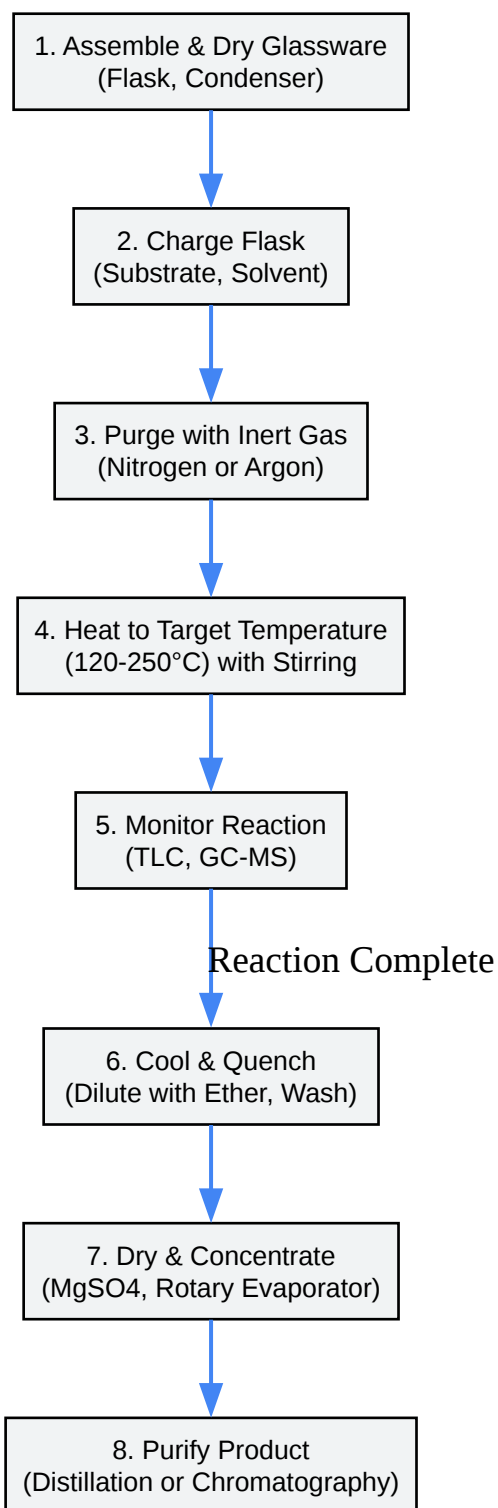 1. Assemble & Dry Glassware
(Flask, Condenser)
2. Charge Flask
(Substrate, Solvent)
3. Purge with Inert Gas
(Nitrogen or Argon)
4. Heat to Target Temperature
(120-250°C) with Stirring
5. Monitor Reaction
(TLC, GC-MS)
Reaction Complete
6. Cool & Quench
(Dilute with Ether, Wash)
7. Dry & Concentrate
(MgSO4, Rotary Evaporator)
8. Purify Product
(Distillation or Chromatography)